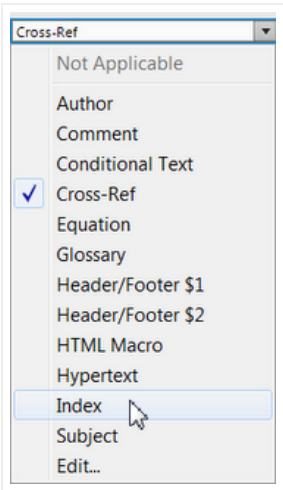 Cross-Ref
Not Applicable
Author
Comment
Conditional Text
Cross-Ref
Equation
Glossary
Header/Footer $1
Header/Footer $2
HTML Macro
Hypertext
Index
Subject
Edit...